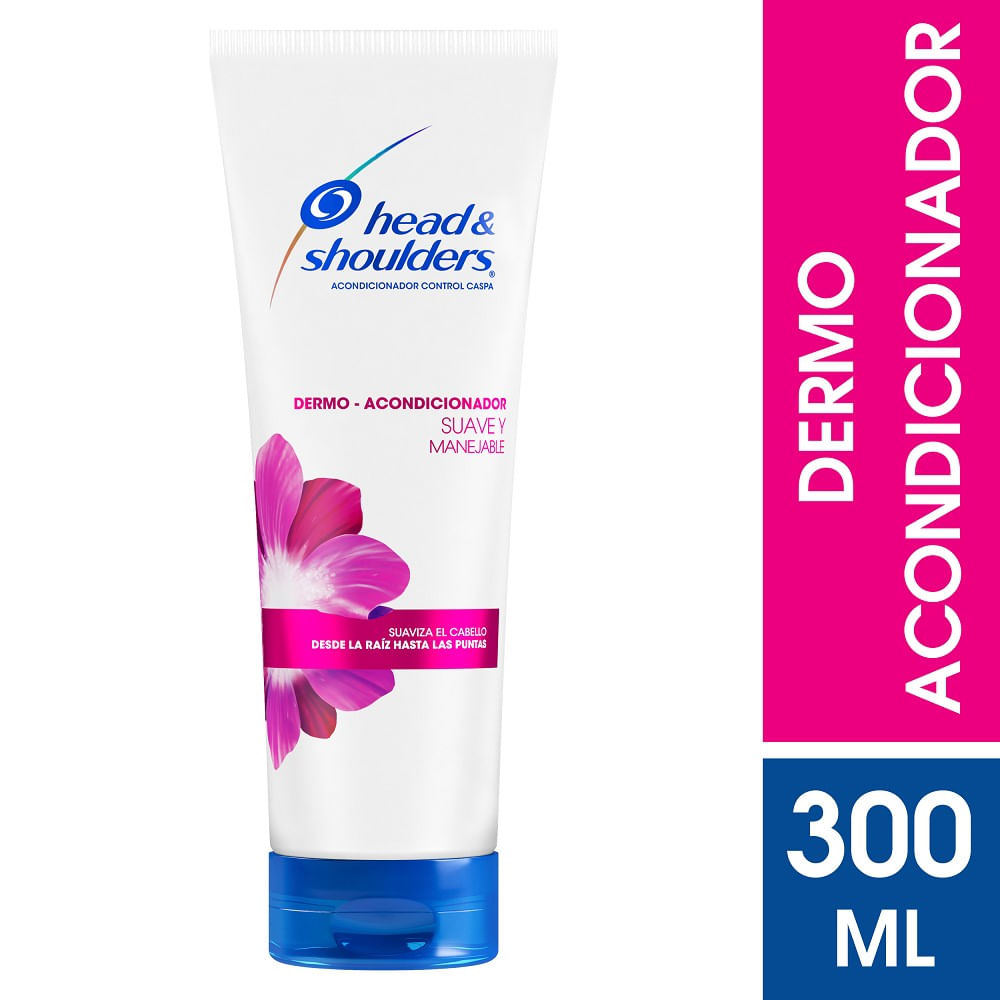 head &
shoulders®
ACONDICIONADOR CONTROL CASPA
DERMO - ACONDICIONADOR
SUAVE Y
MANEJABLE
SUAVIZA EL CABELLO
DESDE LA RAÍZ HASTA LAS PUNTAS
DERMO
ACONDICIONADOR
300
ML